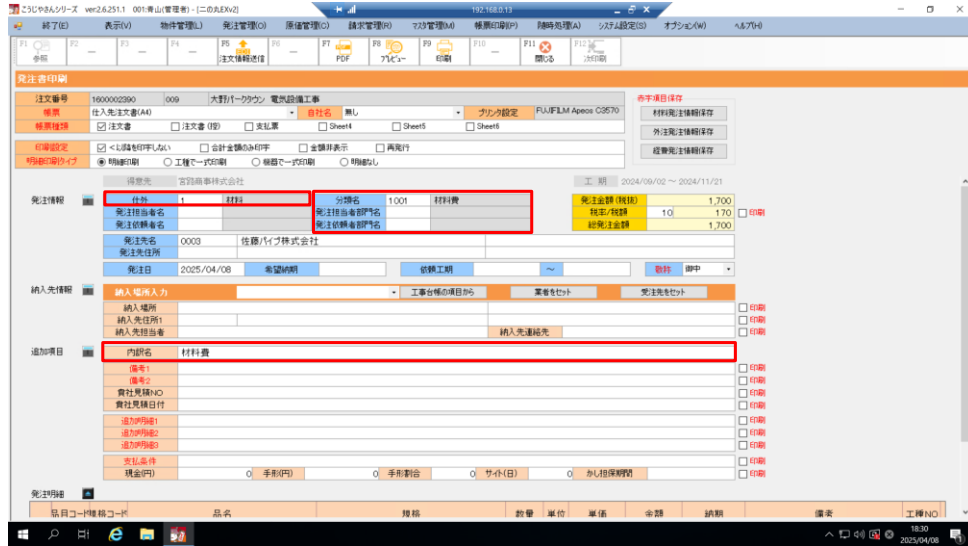 こうじやさんシリーズ ver.2.6.251.1 001:青山(管理者) - [二の丸EXv2] 192.168.0.13
終了(E) 表示(V) 物件管理(L) 発注管理(O) 原価管理(G) 請求管理(R) マスタ管理(M) 帳票印刷(P) 随時処理(A) システム設定(S) オプション(W) ヘルプ(H)
F1 F2 F3 F4 F5 F6 F7 F8 F9 F10 F11 F12
参照 注文情報送信 PDF プレビュー 印刷 閉じる 次印刷
発注書印刷
注文番号 1600002390 009 大野パークタウン 電気設備工事
帳票 仕入先注文書(A4) 自社名 無し プリンタ設定 FUJIFILM Apeos C3570
帳票種類 注文書 注文書(控) 支払票 Sheet4 Sheet5 Sheet6
赤字項目保存
材料発注情報保存
外注発注情報保存
経費発注情報保存
印刷設定 <以降を印字しない 合計金額のみ印字 金額非表示 再発行
明細印刷タイプ 明細印刷 工種で一式印刷 機器で一式印刷 明細なし
得意先 宮路商事株式会社 工 期 2024/09/02 ~ 2024/11/21
発注情報 仕外 1 材料 分類名 1001 材料費 発注金額(税抜) 1,700
発注担当者名 発注担当者部門名 税率/税額 10 170 印刷
発注依頼者名 発注依頼者部門名 総発注金額 1,700
発注先名 0003 佐藤パイプ株式会社
発注先住所
発注日 2025/04/08 希望納期 依頼工期 ~ 敬称 御中
納入先情報 納入場所入力 工事台帳の項目から 業者をセット 受注先をセット
納入場所 印刷
納入先住所1 印刷
納入先担当者 納入先連絡先 印刷
追加項目 内訳名 材料費
備考1 印刷
備考2 印刷
貴社見積NO 印刷
貴社見積日付 印刷
追加明細1 印刷
追加明細2 印刷
追加明細3 印刷
支払条件 印刷
現金(円) 0 手形(円) 0 手形割合 0 サイト(日) 0 かし担保期間 印刷
発注明細
品目コード 規格コード 品名 規格 数量 単位 単価 金額 納期 備考 工種NO
18:30
2025/04/08